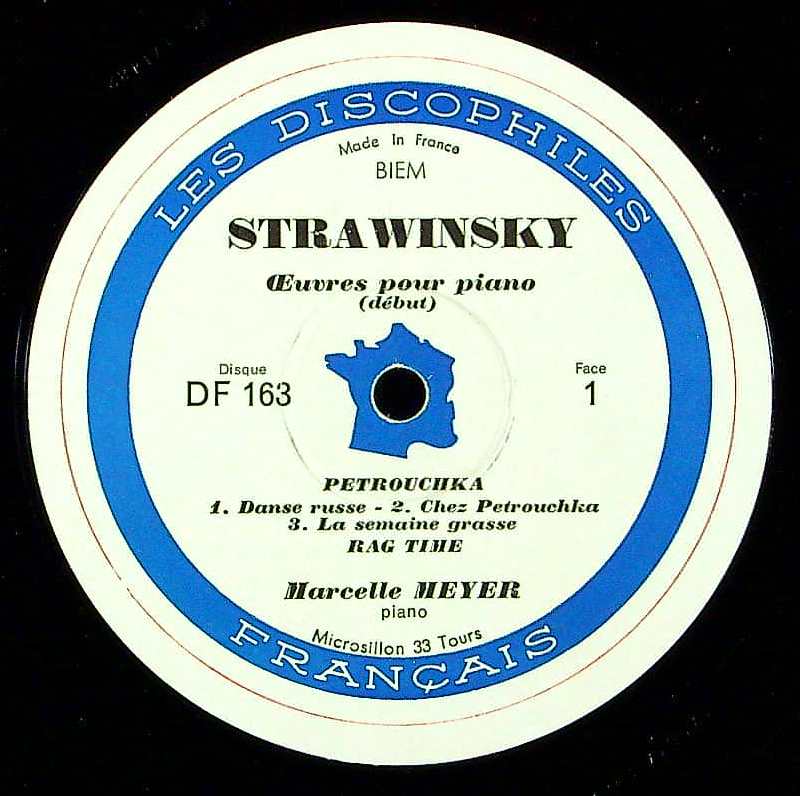 LES DISCOPHILES
Made in France
BIEM
STRAWINSKY
Œuvres pour piano
(début)
Disque
DF 163
Face
1
PETROUCHKA
1. Danse russe - 2. Chez Petrouchka
3. La semaine grasse
RAG TIME
Marcelle MEYER
piano
Microsillon 33 Tours
FRANÇAIS